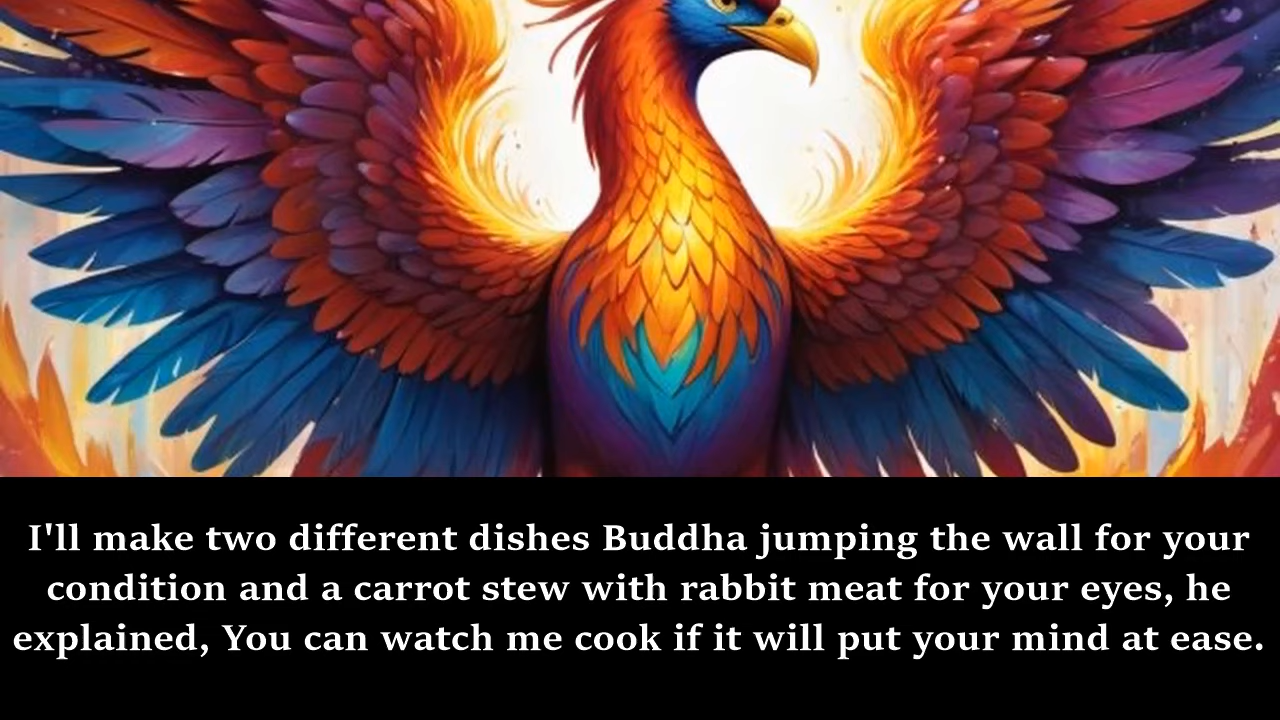 I'll make two different dishes Buddha jumping the wall for your
condition and a carrot stew with rabbit meat for your eyes, he
explained, You can watch me cook if it will put your mind at ease.